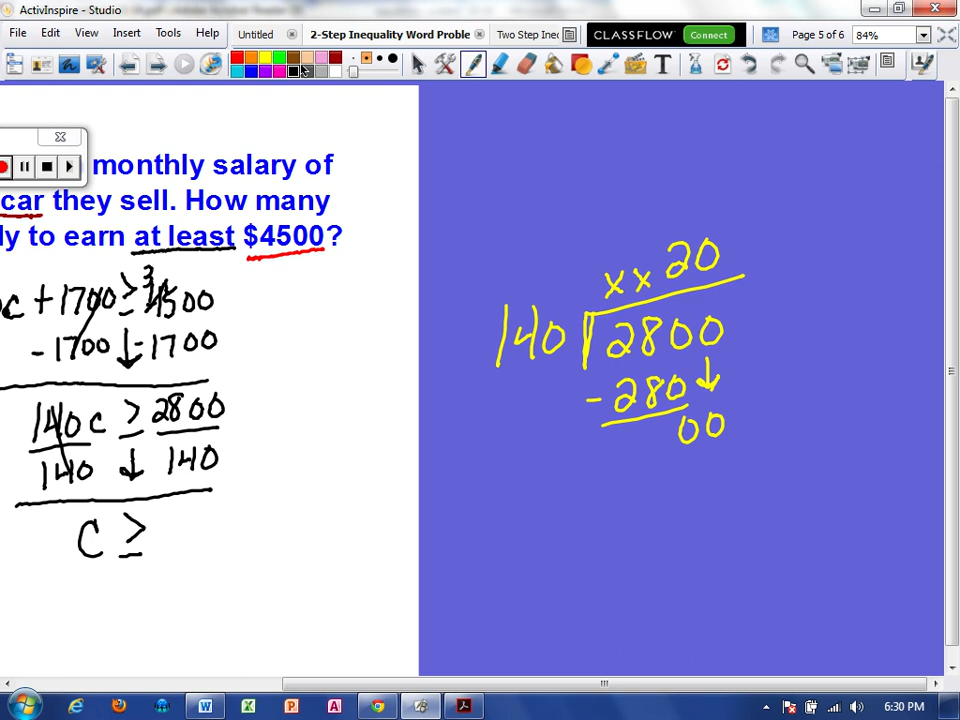 ActivInspire - Studio
File Edit View Insert Tools Help Untitled 2-Step Inequality Word Proble Two Step Ined CLASSFLOW Connect Page 5 of 6 84%
monthly salary of
car they sell. How many
ly to earn at least $4500?
0c + 1700 ≥ 4500
- 1700 ↓ - 1700
140c ≥ 2800
140 ↓ 140
c ≥
x x 20
140 2800
- 280 ↓
00
6:30 PM